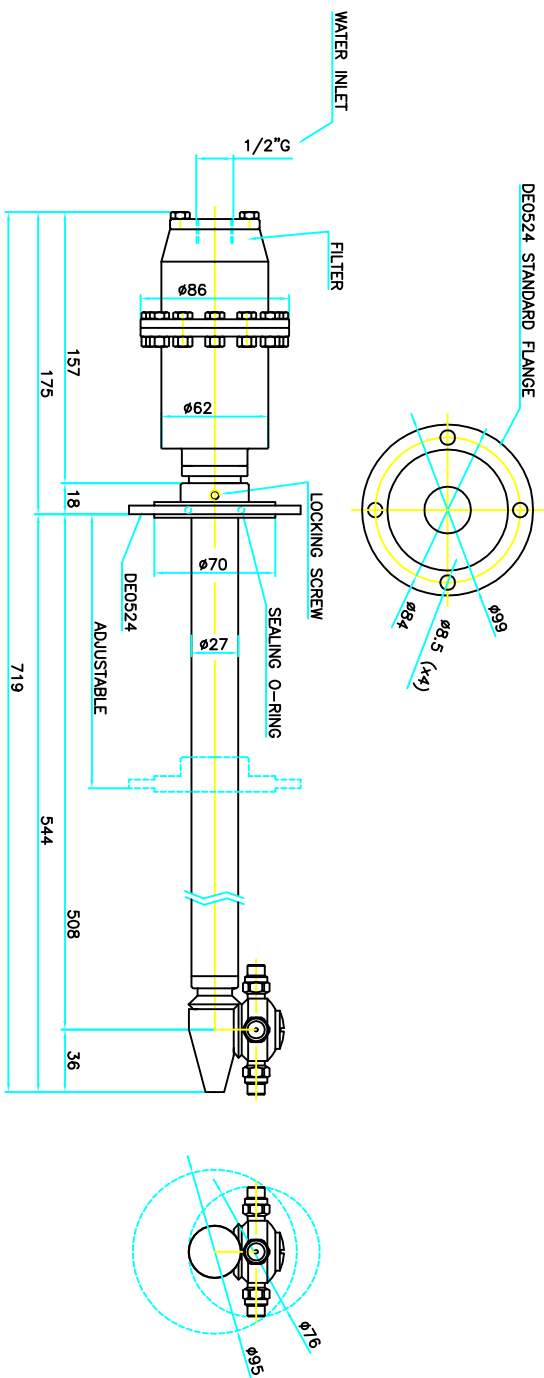 WATER INLET
1/2"G
FILTER
DE0524 STANDARD FLANGE
ø99
ø8.5 (x4)
ø84
ø86
ø62
LOCKING SCREW
SEALING O-RING
ø70
ø27
DE0524
ADJUSTABLE
157
18
508
36
175
544
719
ø76
ø95